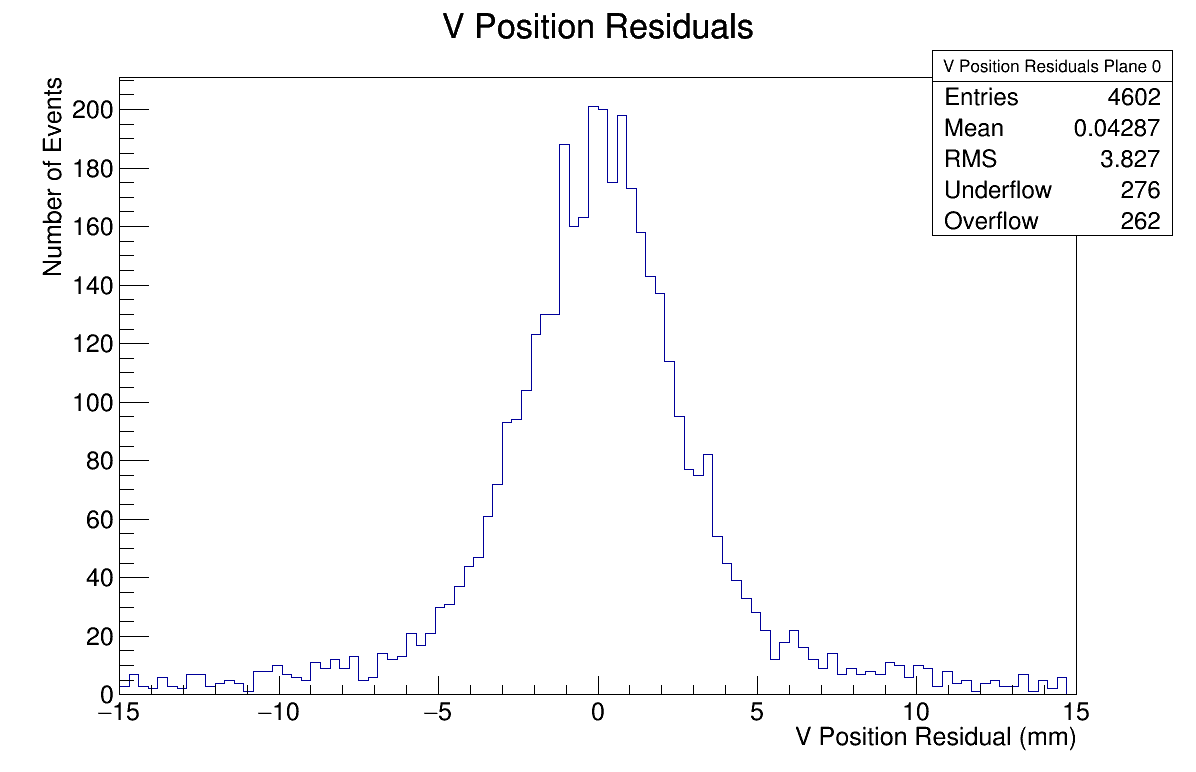 V Position Residuals
V Position Residuals Plane 0
Entries 4602
Mean 0.04287
RMS 3.827
Underflow 276
Overflow 262
Number of Events
200
180
160
140
120
100
80
60
40
20
0
−15 −10 −5 0 5 10 15
V Position Residual (mm)